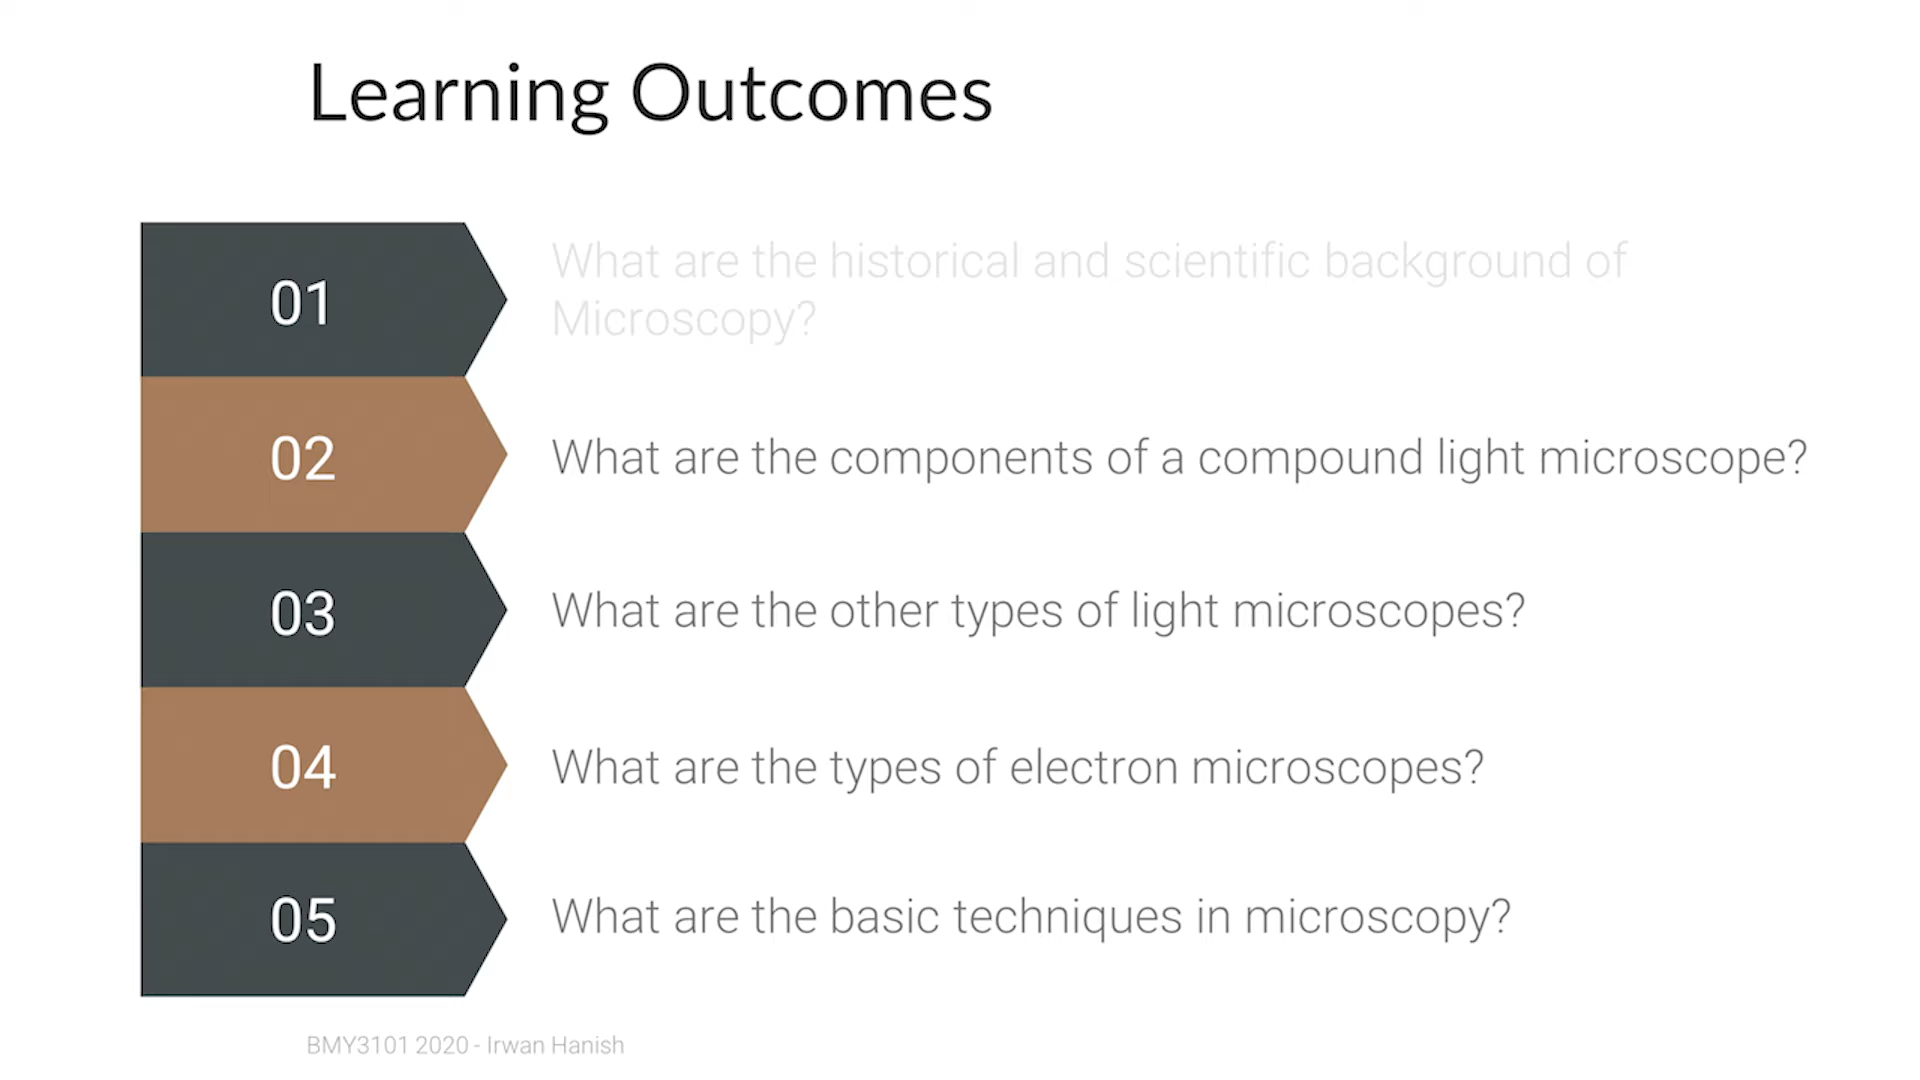 Learning Outcomes
01
What are the historical and scientific background of
Microscopy?
02
What are the components of a compound light microscope?
03
What are the other types of light microscopes?
04
What are the types of electron microscopes?
05
What are the basic techniques in microscopy?
BMY3101 2020 - Irwan Hanish